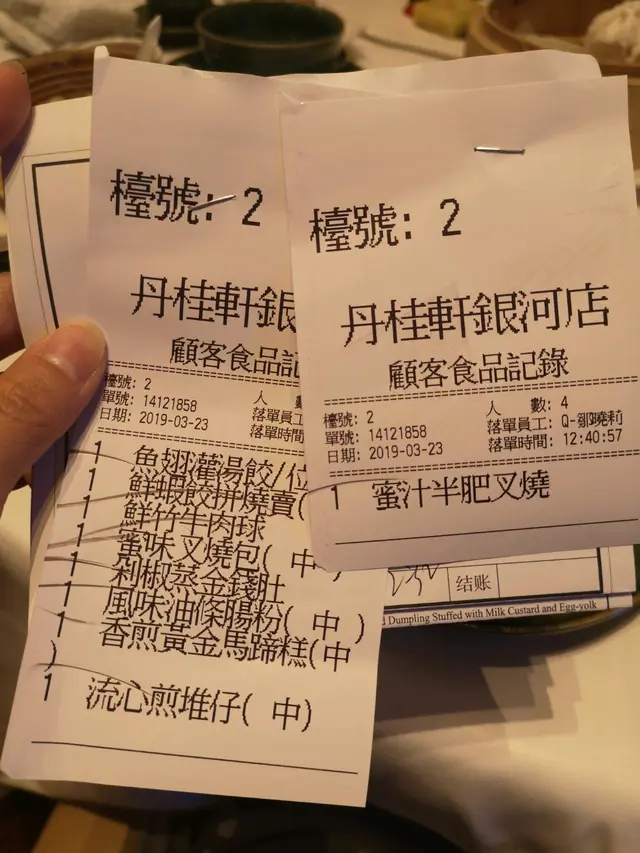 檯號: 2
丹桂軒銀
顧客食品記
檯號: 2
人 數
單號: 14121858
落單員工
日期: 2019-03-23
落單時間
1 魚翅灌湯餃/位
1 鮮蝦餃拼燒賣(
1 鮮竹牛肉球
1 蜜味叉燒包( 中 )
1 剁椒蒸金錢肚
1 風味油條腸粉( 中 )
1 香煎黃金馬蹄糕(中
)
1 流心煎堆仔( 中)
檯號: 2
丹桂軒銀河店
顧客食品記錄
檯號: 2
人 數: 4
單號: 14121858
落單員工: Q-鄒曉莉
日期: 2019-03-23
落單時間: 12:40:57
1 蜜汁半肥叉燒
结账
Dumpling Stuffed with Milk Custard and Egg-yolk